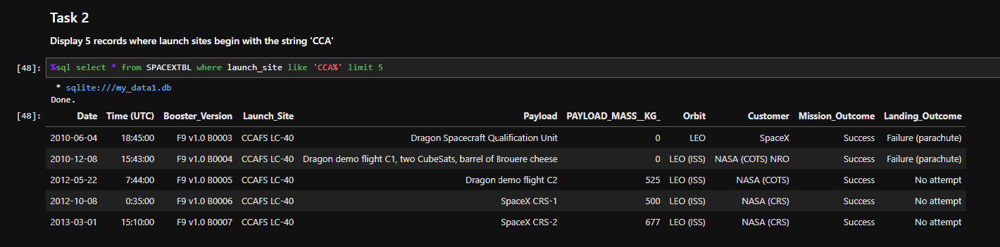 Task 2
Display 5 records where launch sites begin with the string 'CCA'
[48]: %sql select * from SPACEXTBL where launch_site like 'CCA%' limit 5
* sqlite:///my_data1.db
Done.
[48]: Date Time (UTC) Booster_Version Launch_Site Payload PAYLOAD_MASS__KG_ Orbit Customer Mission_Outcome Landing_Outcome
2010-06-04 18:45:00 F9 v1.0 B0003 CCAFS LC-40 Dragon Spacecraft Qualification Unit 0 LEO SpaceX Success Failure (parachute)
2010-12-08 15:43:00 F9 v1.0 B0004 CCAFS LC-40 Dragon demo flight C1, two CubeSats, barrel of Brouere cheese 0 LEO (ISS) NASA (COTS) NRO Success Failure (parachute)
2012-05-22 7:44:00 F9 v1.0 B0005 CCAFS LC-40 Dragon demo flight C2 525 LEO (ISS) NASA (COTS) Success No attempt
2012-10-08 0:35:00 F9 v1.0 B0006 CCAFS LC-40 SpaceX CRS-1 500 LEO (ISS) NASA (CRS) Success No attempt
2013-03-01 15:10:00 F9 v1.0 B0007 CCAFS LC-40 SpaceX CRS-2 677 LEO (ISS) NASA (CRS) Success No attempt